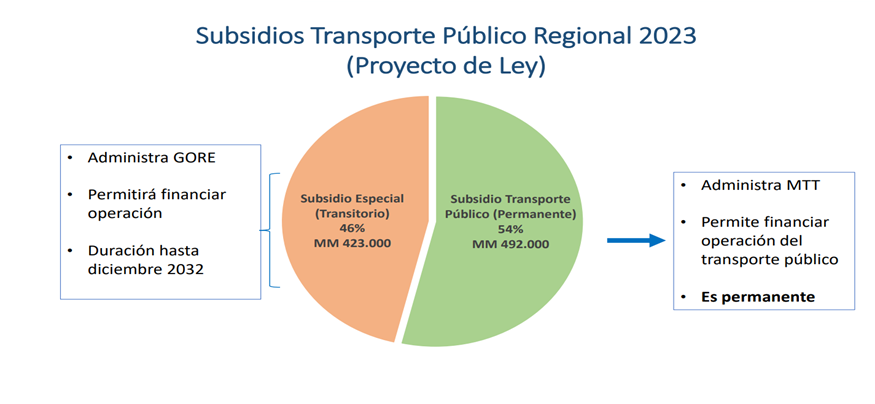 Subsidios Transporte Público Regional 2023
(Proyecto de Ley)
• Administra GORE
• Permitirá financiar
operación
• Duración hasta
diciembre 2032
Subsidio Especial
(Transitorio)
46%
MM 423.000
Subsidio Transporte
Público (Permanente)
54%
MM 492.000
• Administra MTT
• Permite financiar
operación del
transporte público
• Es permanente